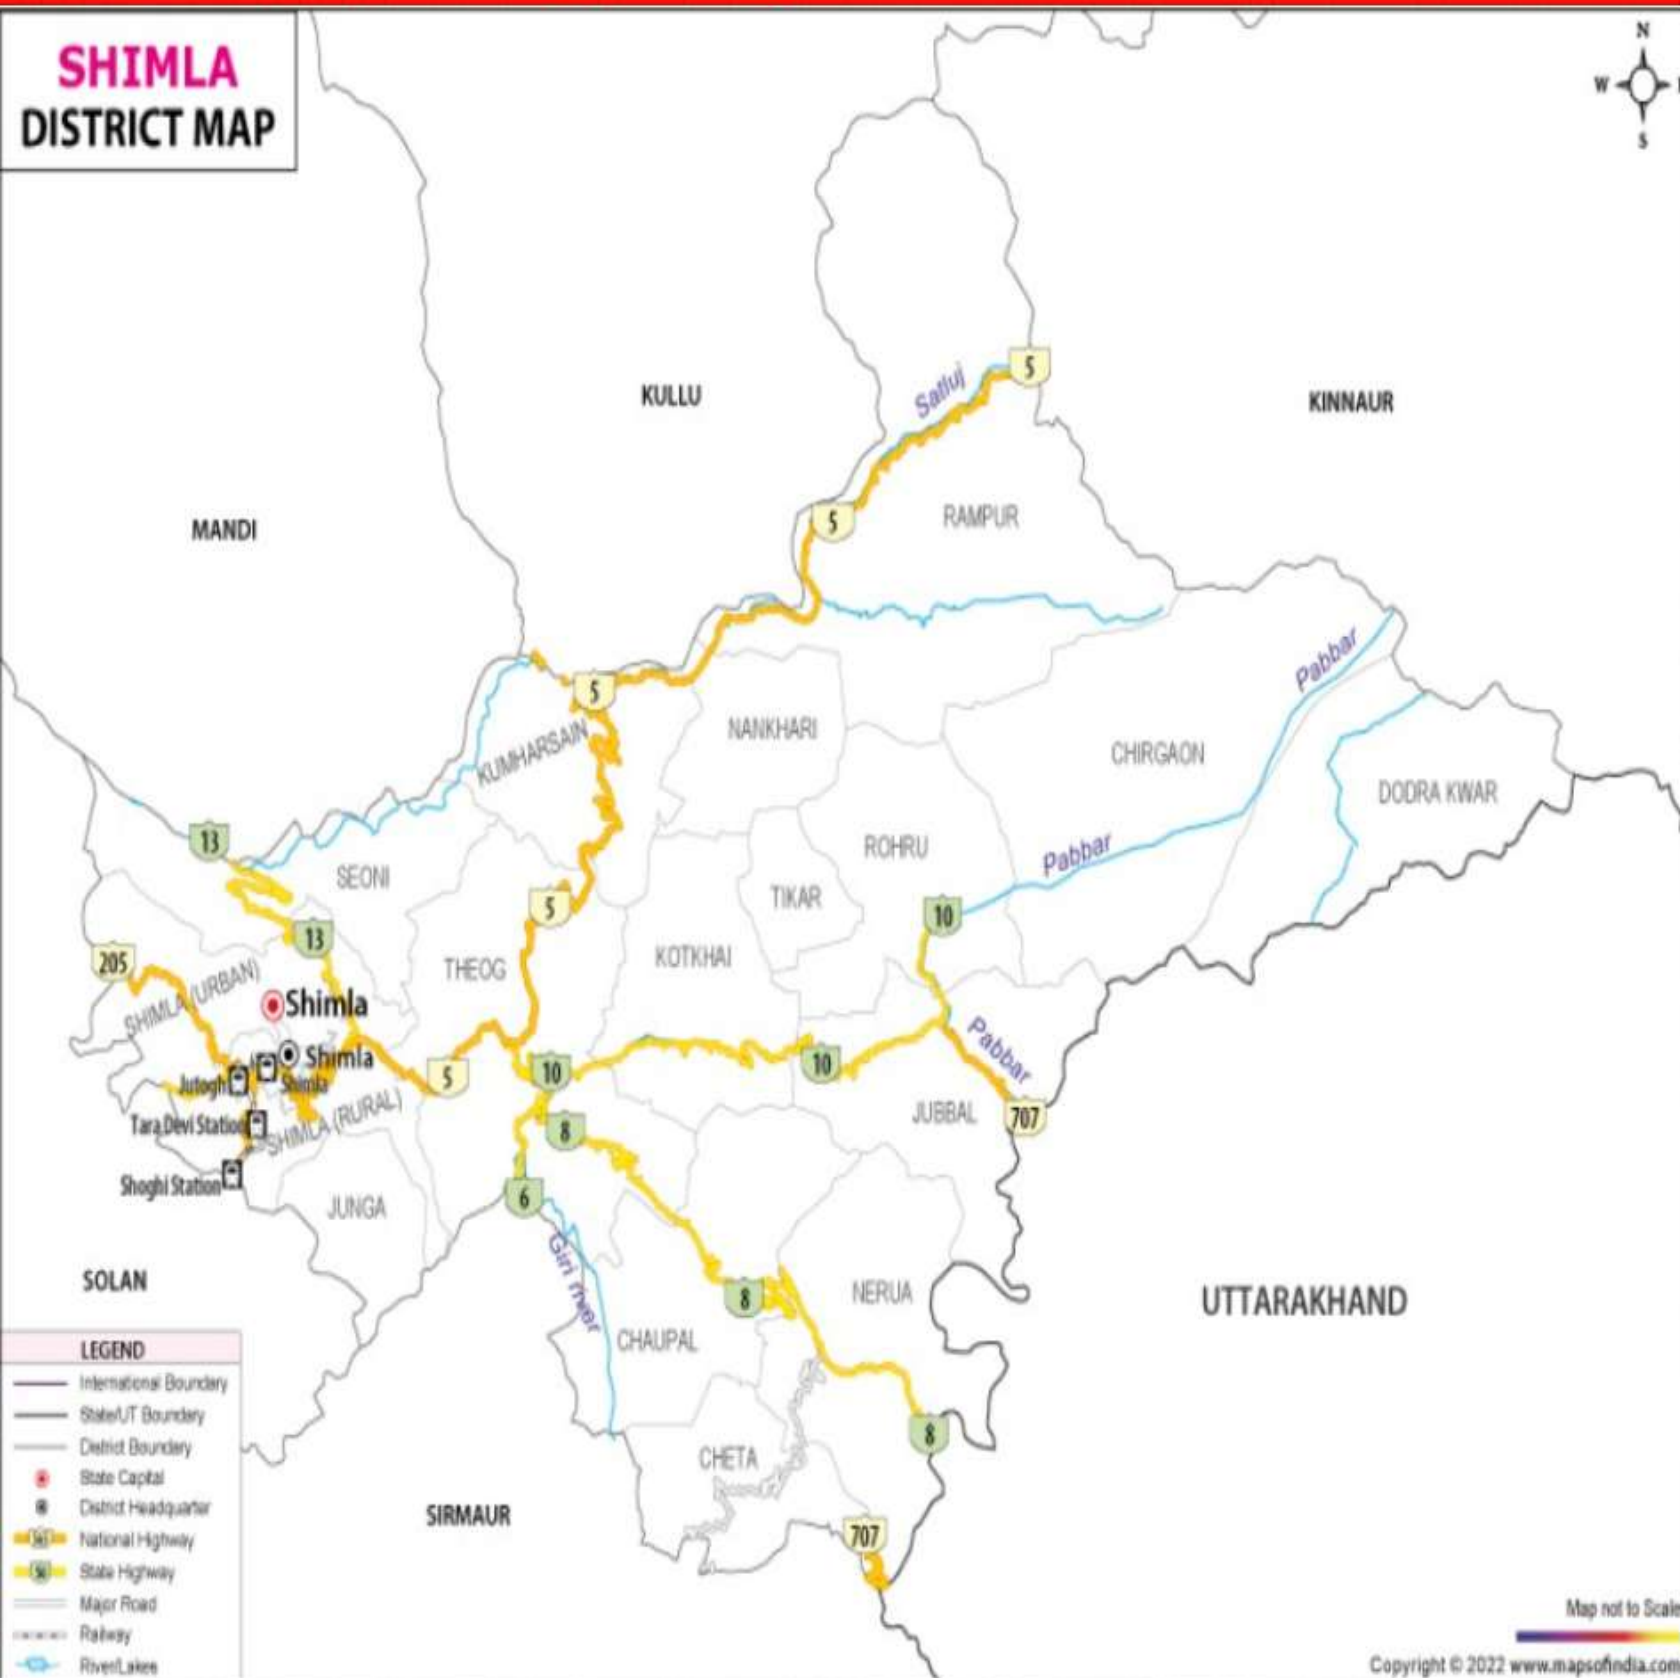 SHIMLA
DISTRICT MAP
N
W
S
KULLU
KINNAUR
MANDI
Satluj
5
5
RAMPUR
5
KUMHARSAIN
NANKHARI
Pabbar
CHIRGAON
DODRA KWAR
13
SEONI
ROHRU
Pabbar
TIKAR
5
10
13
205
THEOG
KOTKHAI
SHIMLA (URBAN)
Shimla
Shimla
Pabbar
Jutogh
Shimla
5
10
10
JUBBAL
707
Tara Devi Station
SHIMLA (RURAL)
8
Shoghi Station
6
JUNGA
Giri river
SOLAN
8
NERUA
UTTARAKHAND
CHAUPAL
8
CHETA
SIRMAUR
707
LEGEND
International Boundary
State/UT Boundary
District Boundary
State Capital
District Headquarter
National Highway
State Highway
Major Road
Railway
River/Lakes
Map not to Scale
Copyright © 2022 www.mapsofindia.com